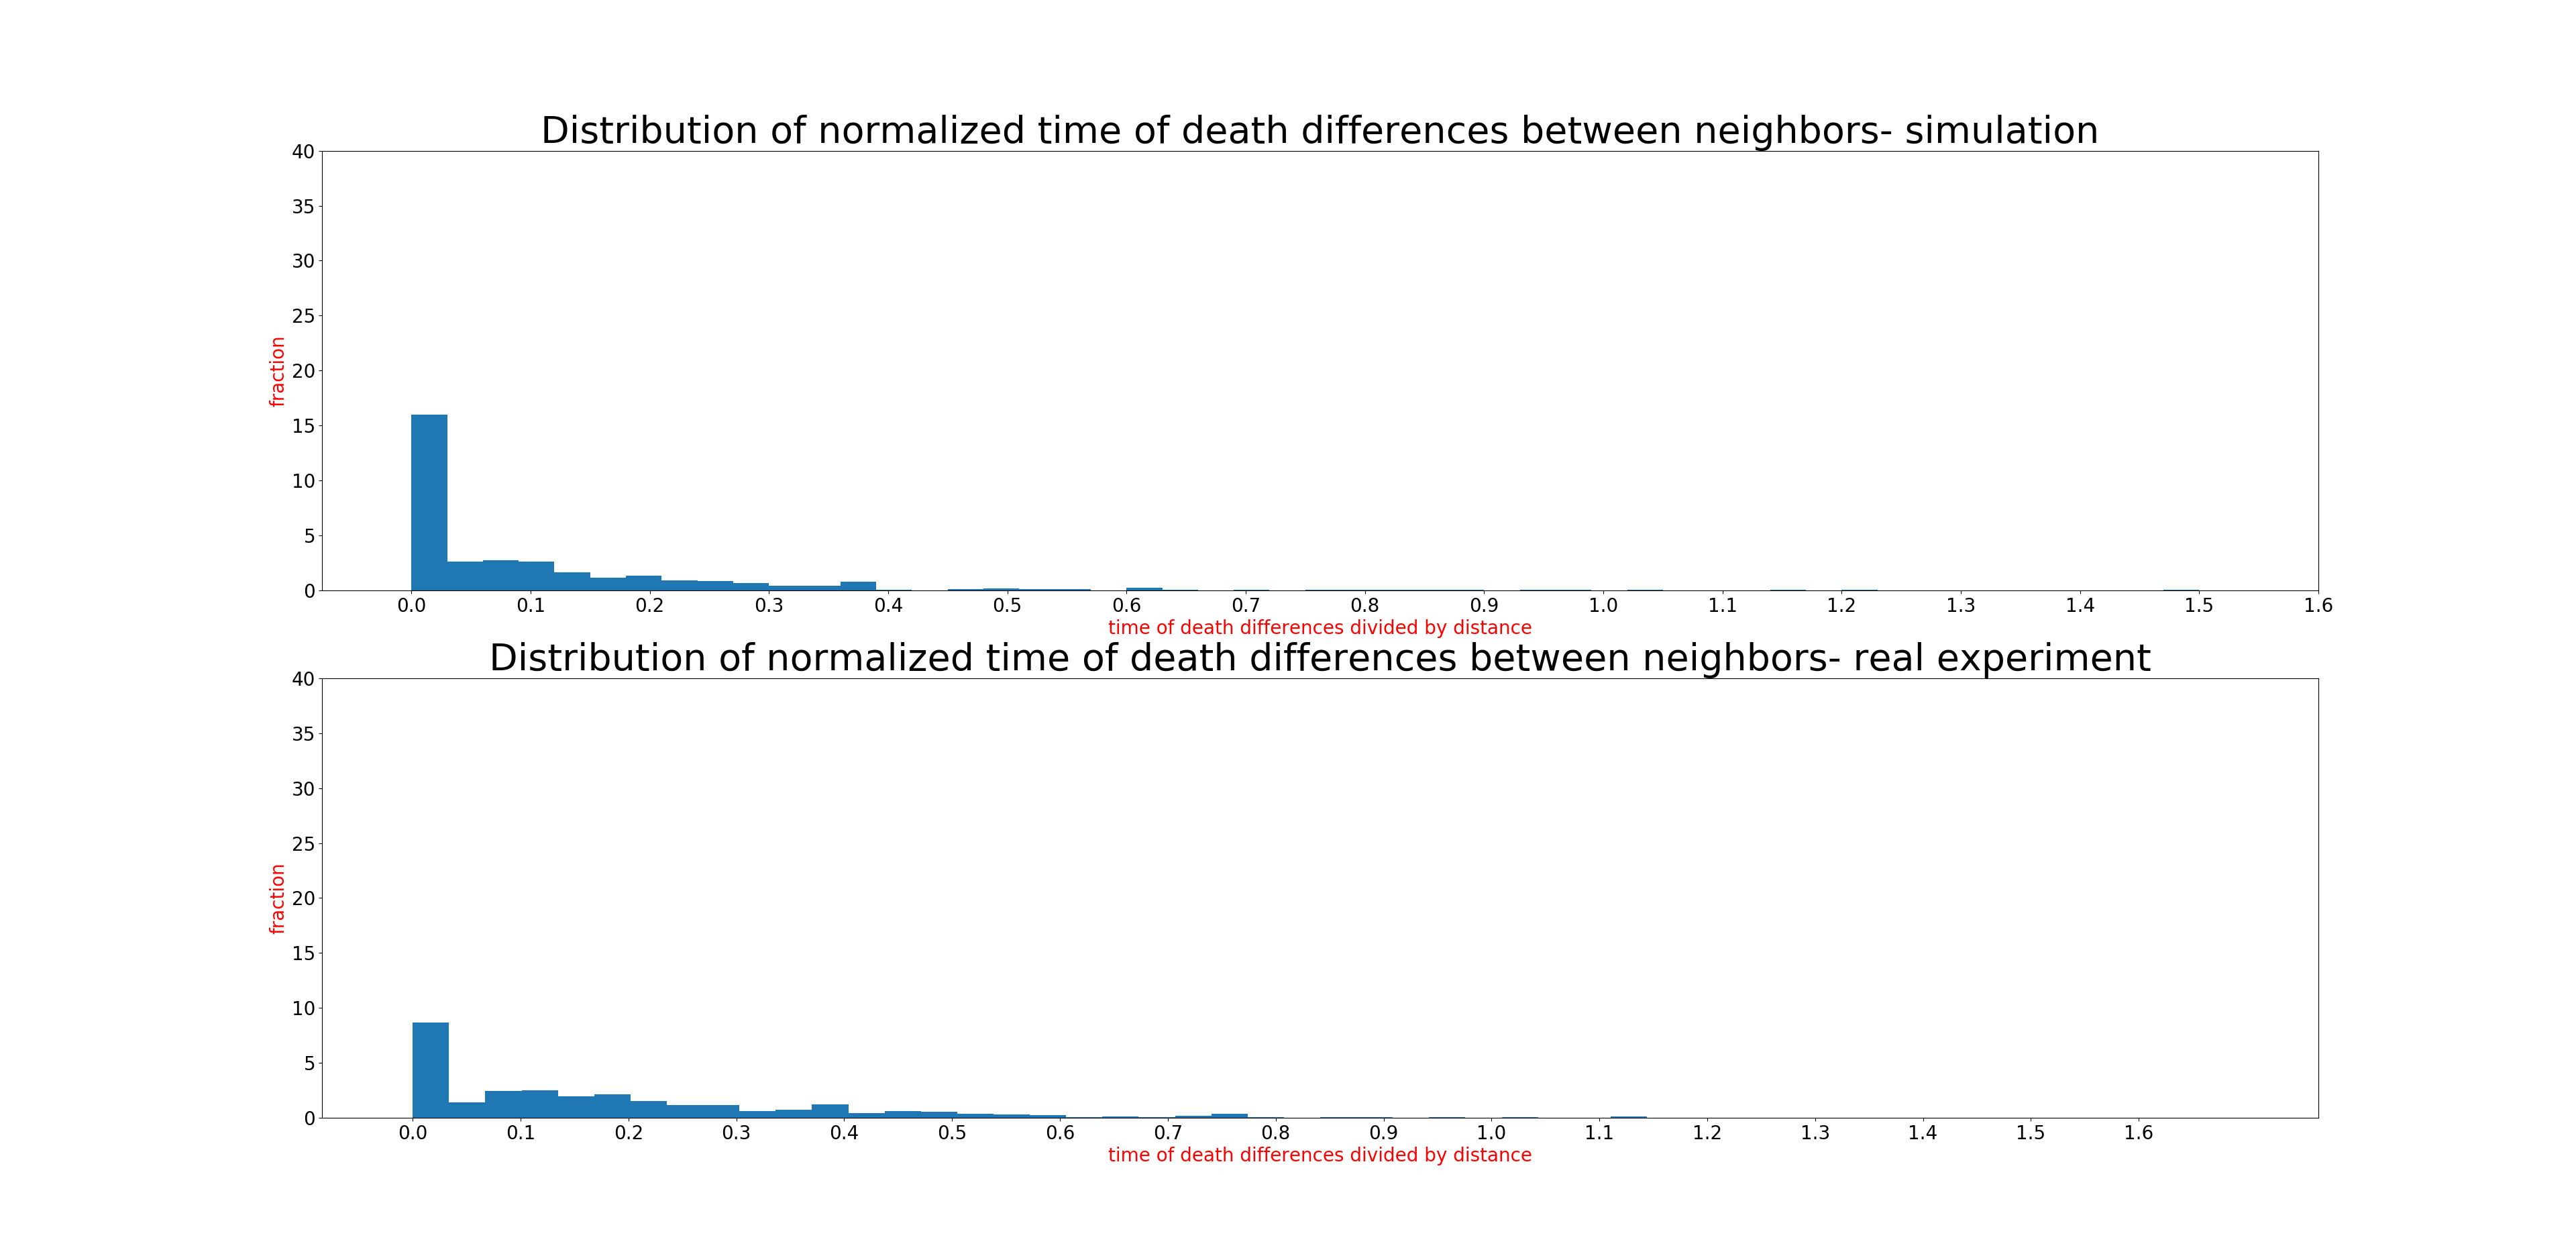 Distribution of normalized time of death differences between neighbors- simulation
40
35
30
25
20
15
10
5
0
fraction
0.0 0.1 0.2 0.3 0.4 0.5 0.6 0.7 0.8 0.9 1.0 1.1 1.2 1.3 1.4 1.5 1.6
time of death differences divided by distance
Distribution of normalized time of death differences between neighbors- real experiment
40
35
30
25
20
15
10
5
0
fraction
0.0 0.1 0.2 0.3 0.4 0.5 0.6 0.7 0.8 0.9 1.0 1.1 1.2 1.3 1.4 1.5 1.6
time of death differences divided by distance